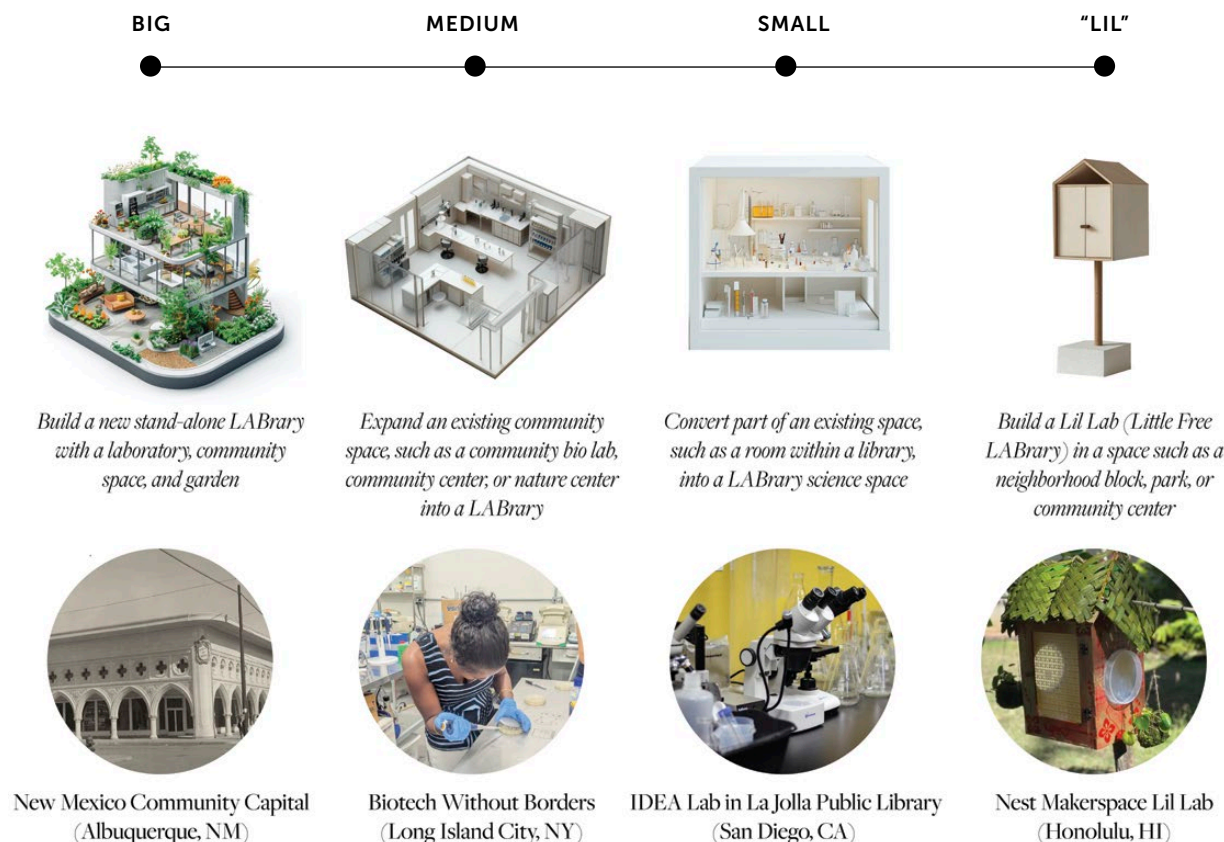 BIG
MEDIUM
SMALL
“LIL”
Build a new stand-alone LABrary
with a laboratory, community
space, and garden
Expand an existing community
space, such as a community bio lab,
community center, or nature center
into a LABrary
Convert part of an existing space,
such as a room within a library,
into a LABrary science space
Build a Lil Lab (Little Free
LABrary) in a space such as a
neighborhood block, park, or
community center
New Mexico Community Capital
(Albuquerque, NM)
Biotech Without Borders
(Long Island City, NY)
IDEA Lab in La Jolla Public Library
(San Diego, CA)
Nest Makerspace Lil Lab
(Honolulu, HI)